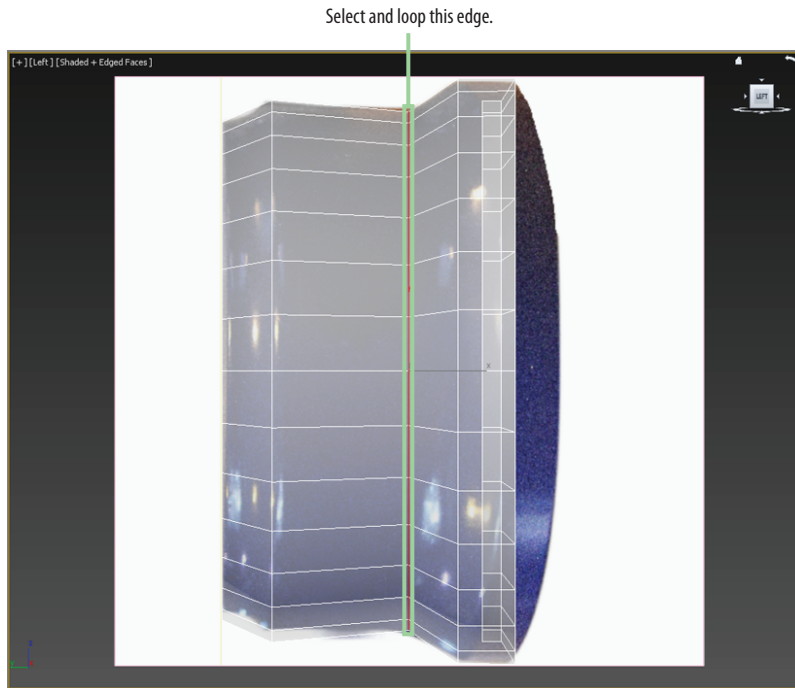 Select and loop this edge.
[+] [Left] [Shaded + Edged Faces]
LEFT
x
z